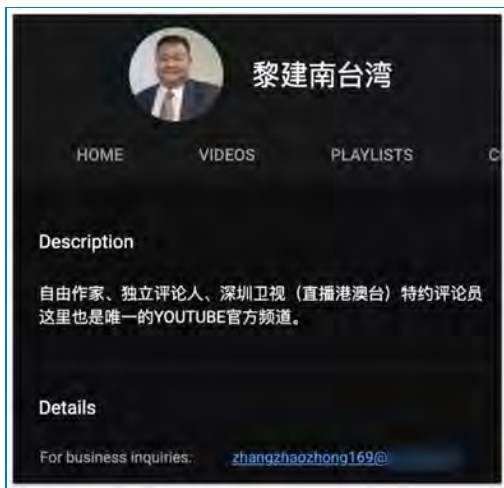 黎建南台湾
HOME VIDEOS PLAYLISTS
Description
自由作家、独立评论人、深圳卫视（直播港澳台）特约评论员
这里也是唯一的YOUTUBE官方频道。
Details
For business inquiries: zhangzhaozhong169@